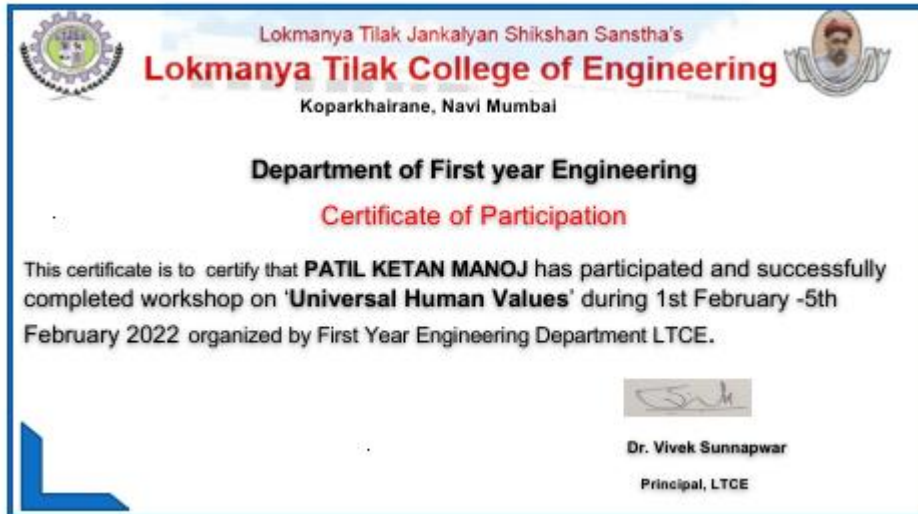 Lokmanya Tilak Jankalyan Shikshan Sanstha's
Lokmanya Tilak College of Engineering
Koparkhairane, Navi Mumbai
Department of First year Engineering
Certificate of Participation
This certificate is to certify that PATIL KETAN MANOJ has participated and successfully
completed workshop on ‘Universal Human Values’ during 1st February -5th
February 2022 organized by First Year Engineering Department LTCE.
Dr. Vivek Sunnapwar
Principal, LTCE